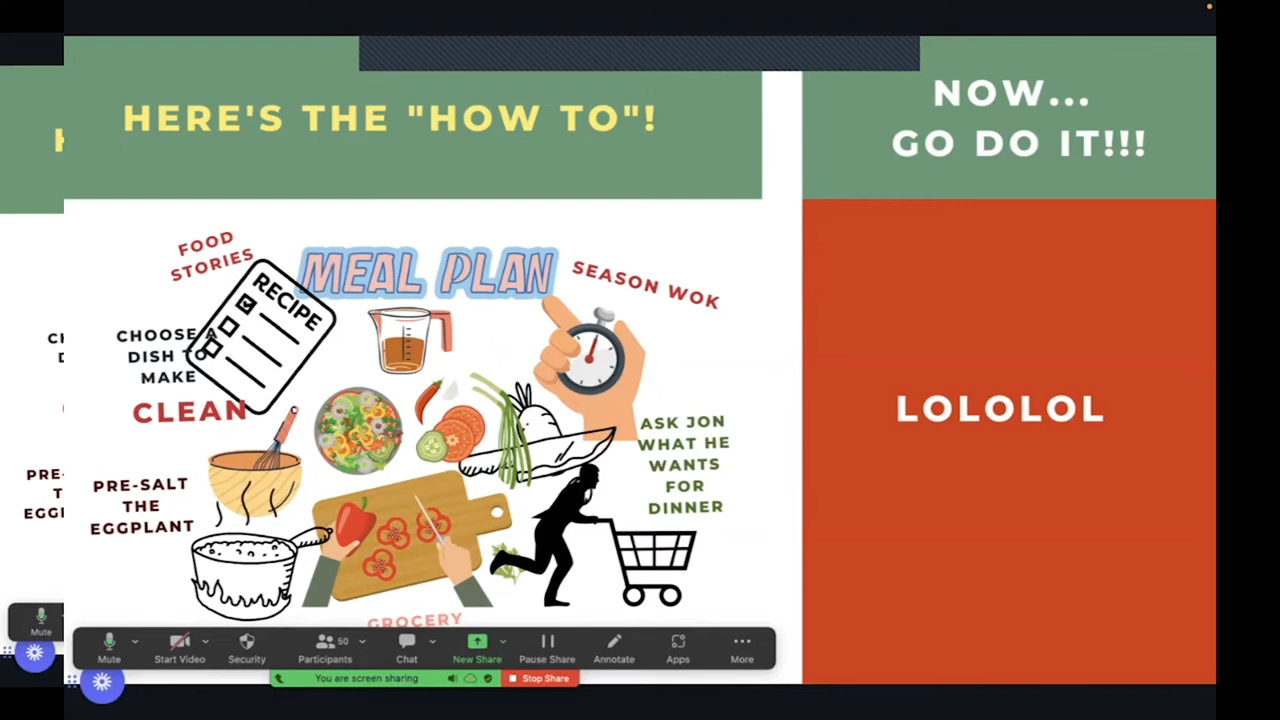 HERE'S THE "HOW TO"!
NOW...
GO DO IT!!!
FOOD
STORIES
MEAL PLAN
SEASON WOK
RECIPE
CHOOSE A
DISH TO
MAKE
CLEAN
LOLOLOL
ASK JON
WHAT HE
WANTS
FOR
DINNER
PRE-SALT
THE
EGGPLANT
GROCERY
Mute
Mute
Start Video
Security
50
Participants
Chat
New Share
Pause Share
Annotate
Apps
More
You are screen sharing
Stop Share